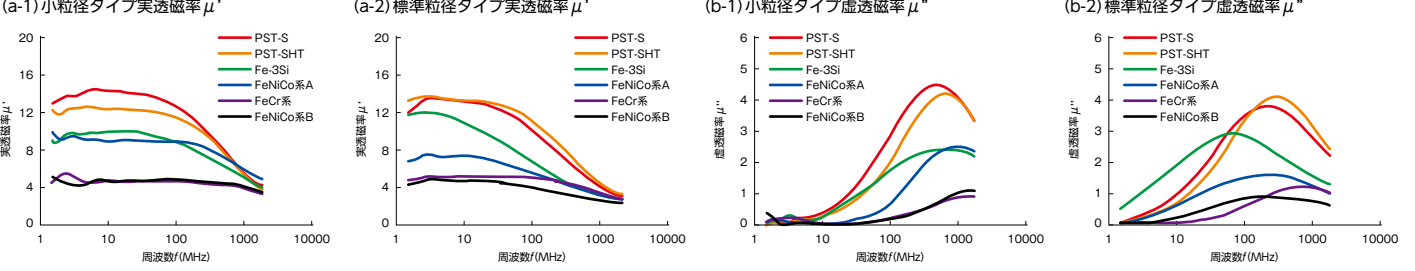 (a-1)小粒径タイプ実透磁率μ'
20
16
12
8
4
0
実透磁率μ'
PST-S
PST-SHT
Fe-3Si
FeNiCo系A
FeCr系
FeNiCo系B
1
10
100
1000
10000
周波数f(MHz)
(a-2)標準粒径タイプ実透磁率μ'
20
16
12
8
4
0
実透磁率μ'
PST-S
PST-SHT
Fe-3Si
FeNiCo系A
FeCr系
FeNiCo系B
1
10
100
1000
10000
周波数f(MHz)
(b-1)小粒径タイプ虚透磁率μ"
6
5
4
3
2
1
0
虚透磁率μ"
PST-S
PST-SHT
Fe-3Si
FeNiCo系A
FeCr系
FeNiCo系B
1
10
100
1000
10000
周波数f(MHz)
(b-2)標準粒径タイプ虚透磁率μ"
6
5
4
3
2
1
0
虚透磁率μ"
PST-S
PST-SHT
Fe-3Si
FeNiCo系A
FeCr系
FeNiCo系B
1
10
100
1000
10000
周波数f(MHz)